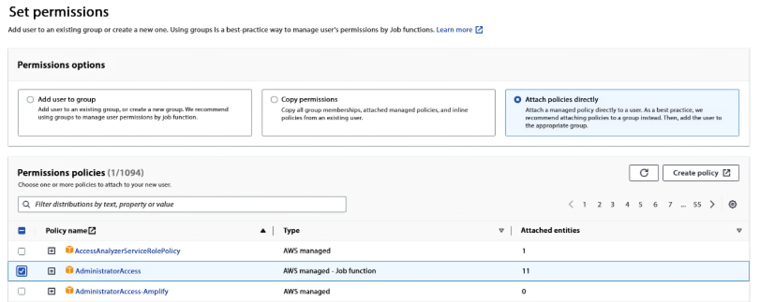 Set permissions
Add user to an existing group or create a new one. Using groups is a best-practice way to manage user's permissions by Job functions. Learn more
Permissions options
Add user to group
Add user to an existing group, or create a new group. We recommend
using groups to manage user permissions by job function.
Copy permissions
Copy all group memberships, attached managed policies, and inline
policies from an existing user.
Attach policies directly
Attach a managed policy directly to a user. As a best practice, we
recommend attaching policies to a group instead. Then, add the user to
the appropriate group.
Permissions policies (1/1094)
Choose one or more policies to attach to your new user.
Create policy
Filter distributions by text, property or value
1 2 3 4 5 6 7 ... 55
Policy name Type Attached entities
AccessAnalyzerServiceRolePolicy AWS managed 1
AdministratorAccess AWS managed - Job function 11
AdministratorAccess-Amplify AWS managed 0